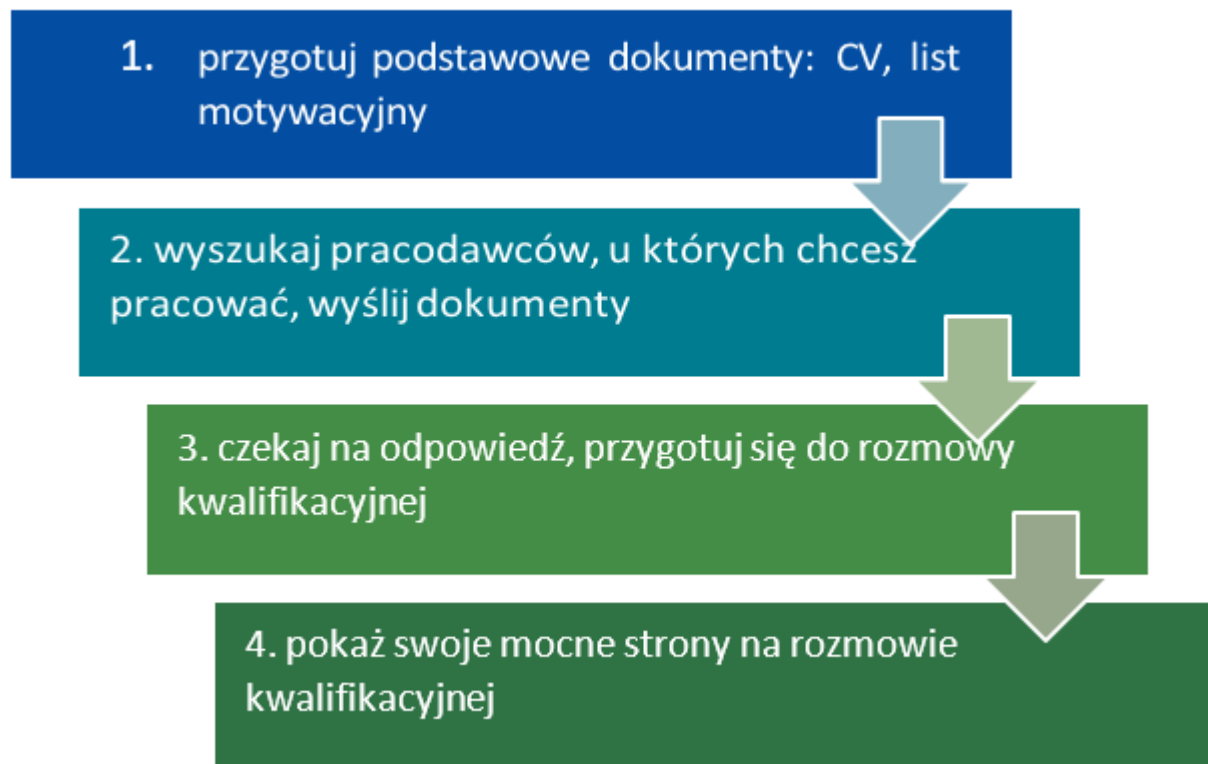 1. przygotuj podstawowe dokumenty: CV, list
motywacyjny
2. wyszukaj pracodawców, u których chcesz
pracować, wyślij dokumenty
3. czekaj na odpowiedź, przygotuj się do rozmowy
kwalifikacyjnej
4. pokaż swoje mocne strony na rozmowie
kwalifikacyjnej